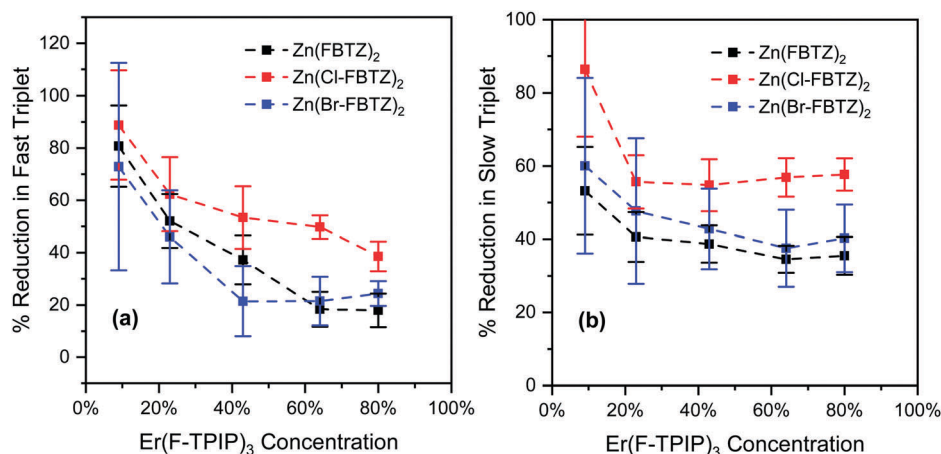 % Reduction in Fast Triplet
120
100
80
60
40
20
0
Zn(FBTZ)₂
Zn(Cl-FBTZ)₂
Zn(Br-FBTZ)₂
(a)
0% 20% 40% 60% 80% 100%
Er(F-TPIP)₃ Concentration
% Reduction in Slow Triplet
100
80
60
40
20
0
Zn(FBTZ)₂
Zn(Cl-FBTZ)₂
Zn(Br-FBTZ)₂
(b)
0% 20% 40% 60% 80% 100%
Er(F-TPIP)₃ Concentration